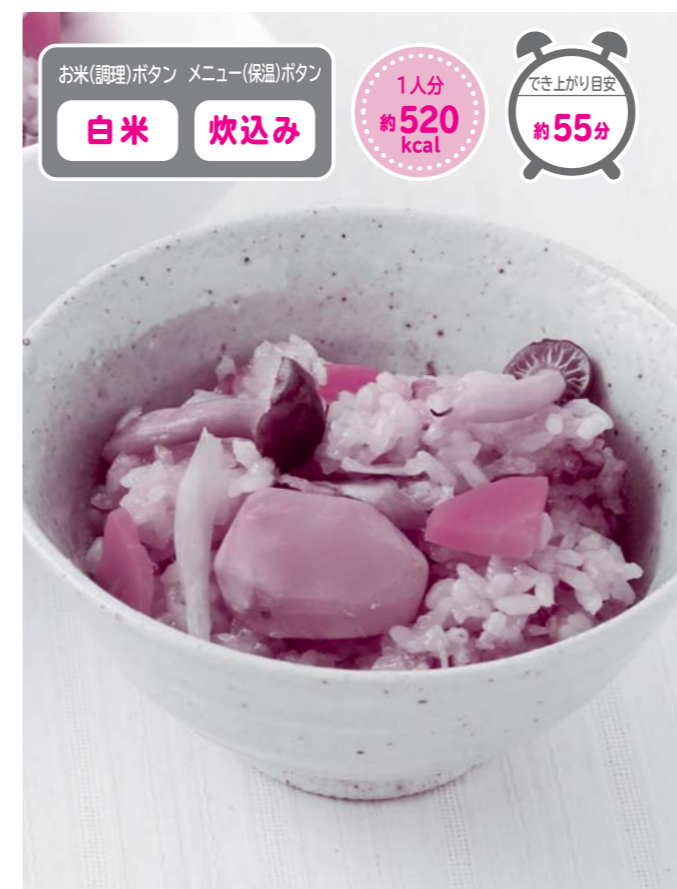 お米(調理)ボタン メニュー(保温)ボタン
白米 炊込み
1人分
約520
kcal
でき上がり目安
約55分